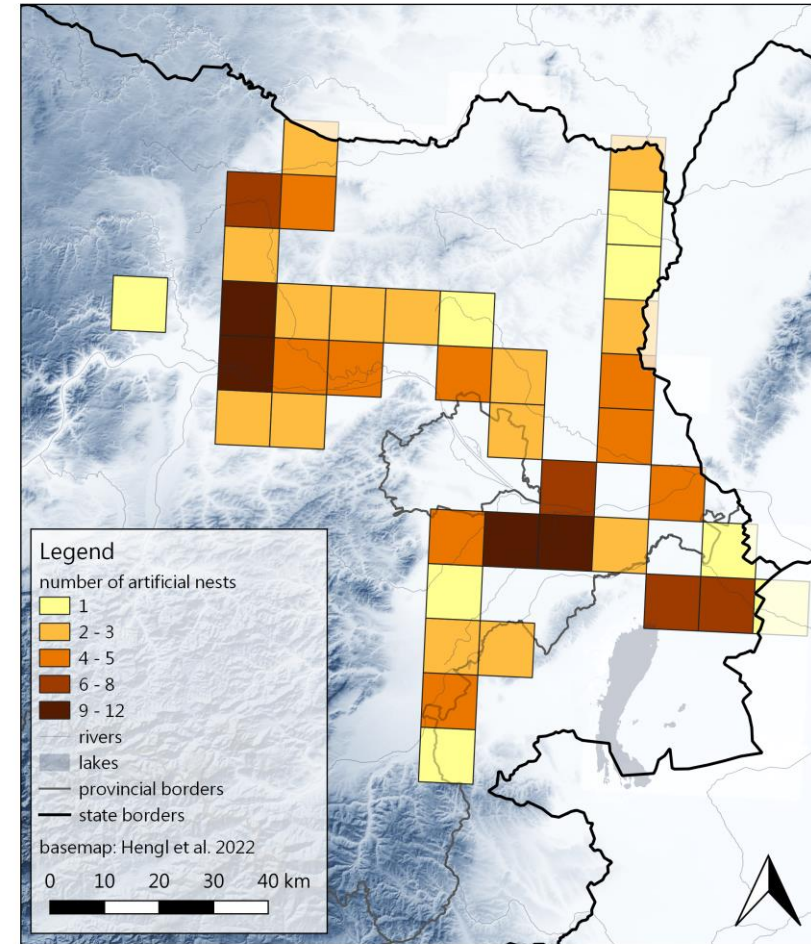 Legend
number of artificial nests
1
2 - 3
4 - 5
6 - 8
9 - 12
rivers
lakes
provincial borders
state borders
basemap: Hengl et al. 2022
0 10 20 30 40 km